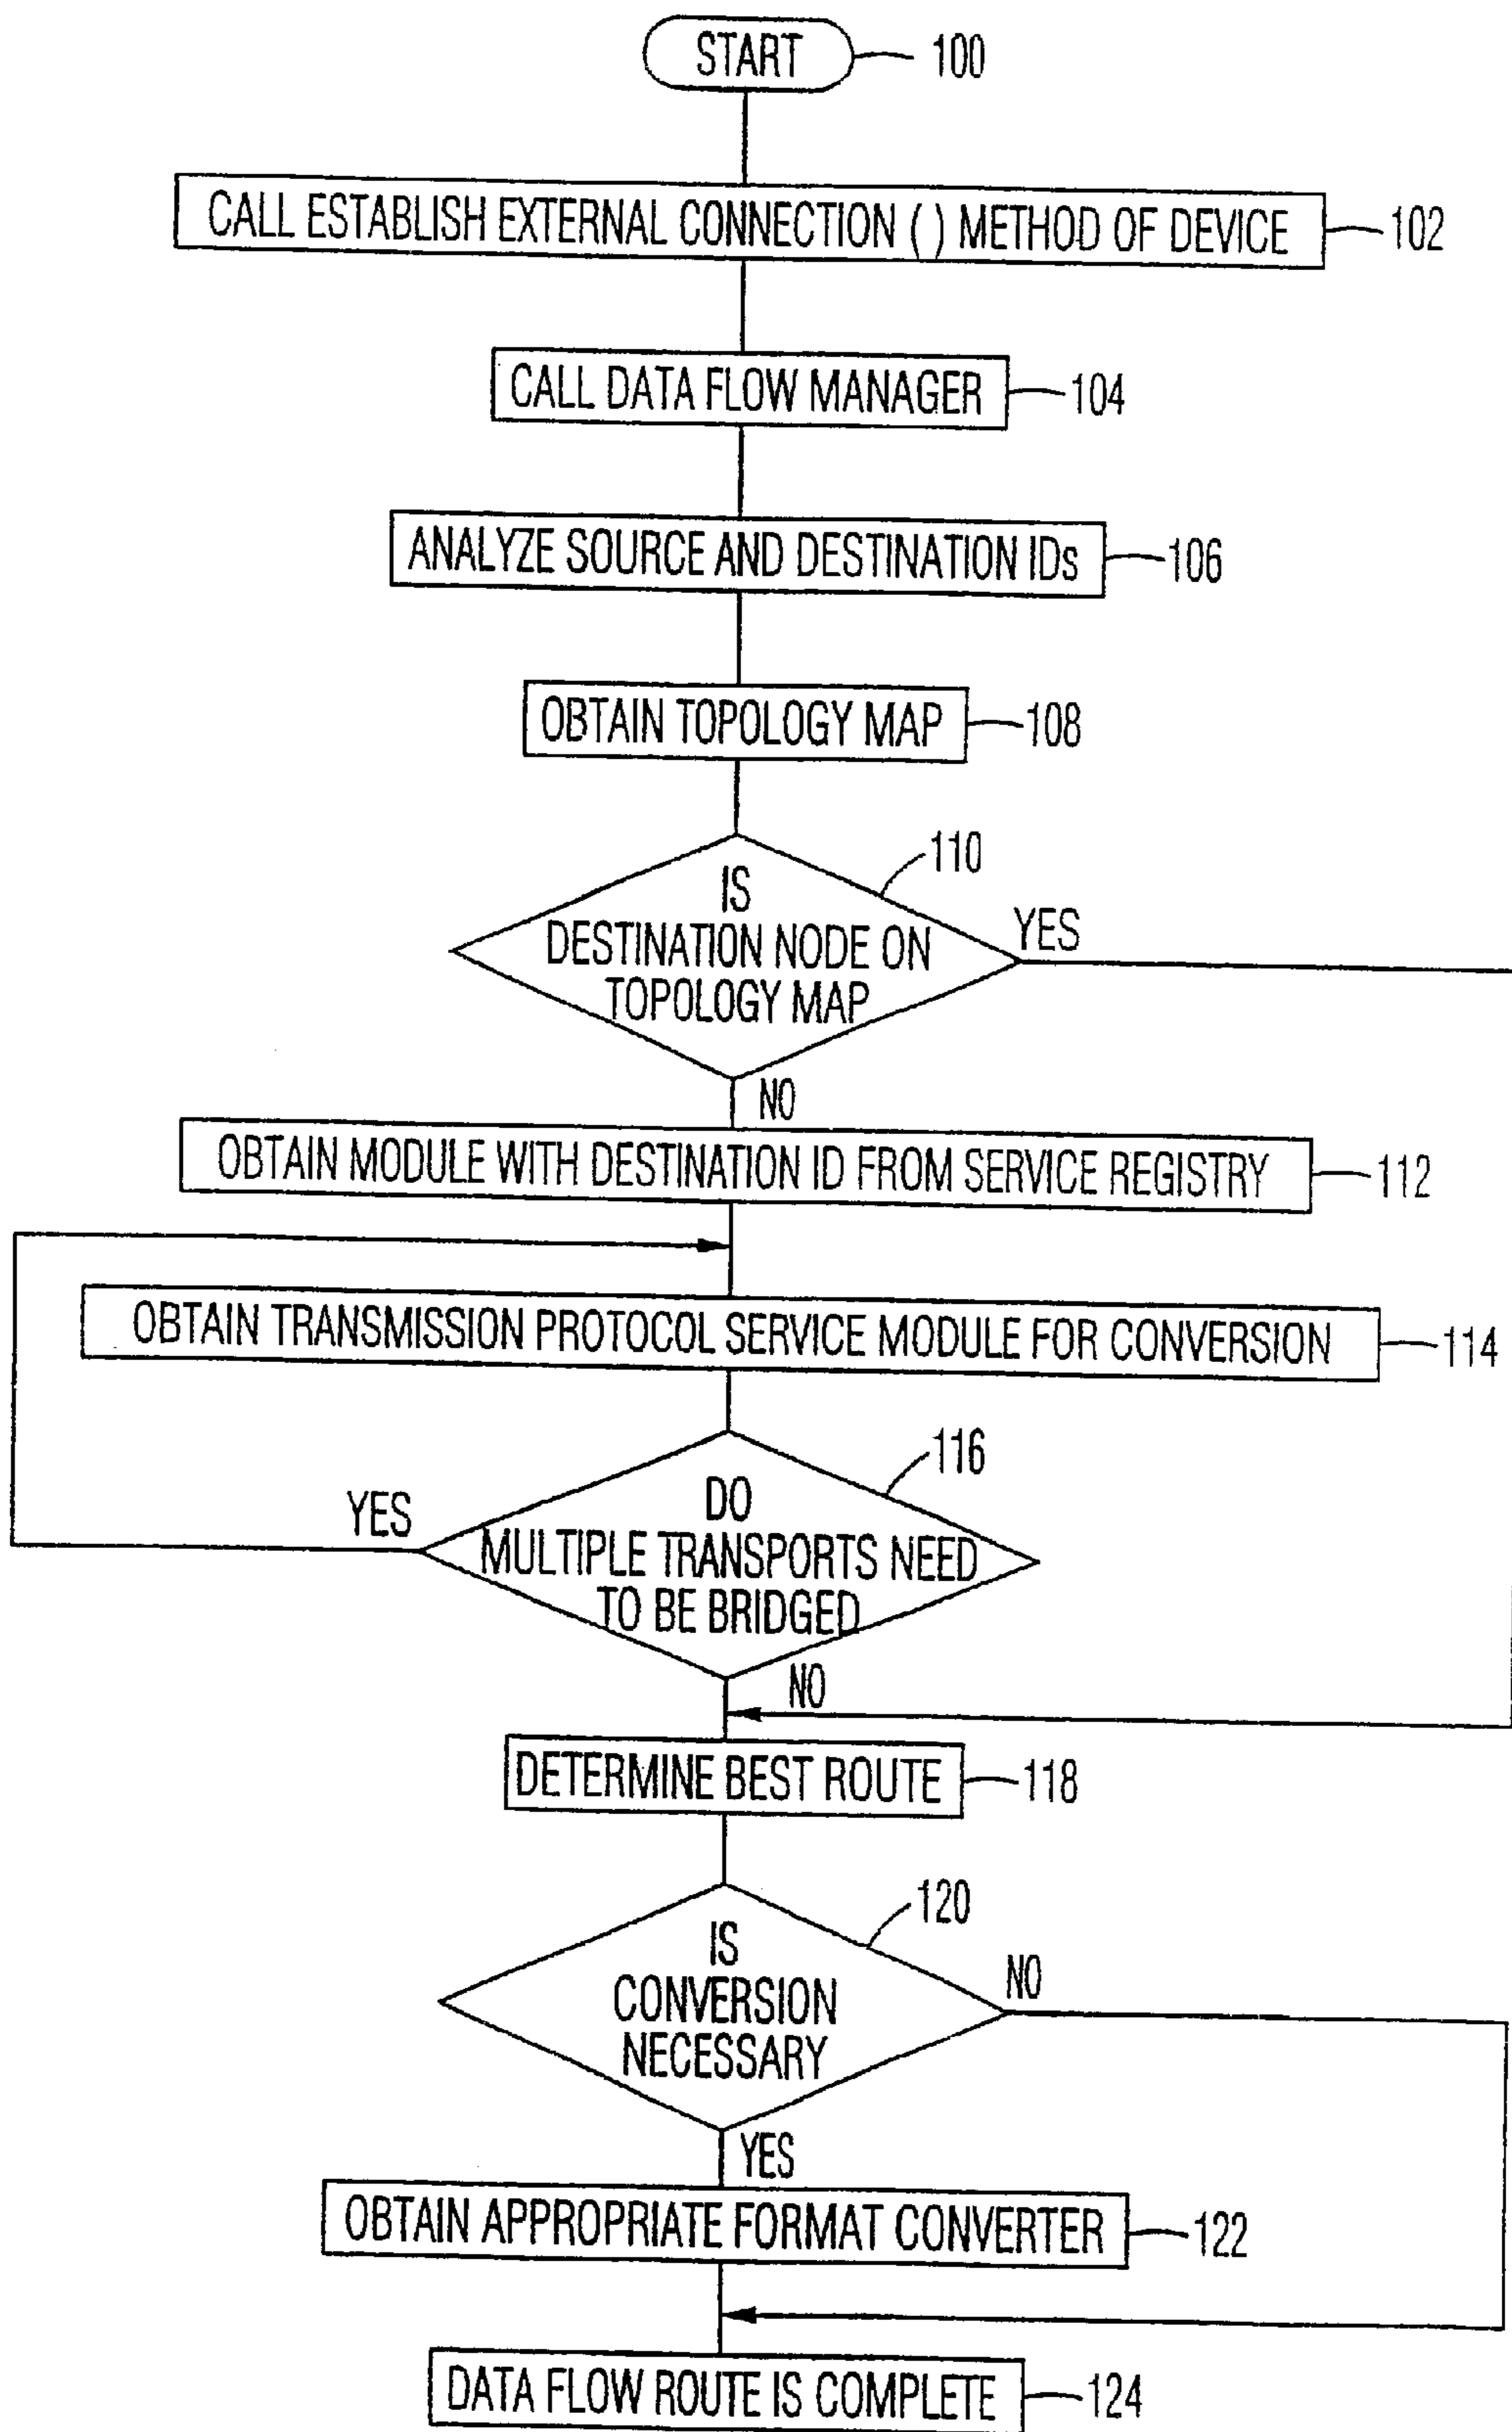 START
100
CALL ESTABLISH EXTERNAL CONNECTION ( ) METHOD OF DEVICE
102
CALL DATA FLOW MANAGER
104
ANALYZE SOURCE AND DESTINATION IDs
106
OBTAIN TOPOLOGY MAP
108
110
IS
DESTINATION NODE ON
TOPOLOGY MAP
YES
NO
OBTAIN MODULE WITH DESTINATION ID FROM SERVICE REGISTRY
112
OBTAIN TRANSMISSION PROTOCOL SERVICE MODULE FOR CONVERSION
114
116
DO
MULTIPLE TRANSPORTS NEED
TO BE BRIDGED
YES
NO
DETERMINE BEST ROUTE
118
120
IS
CONVERSION
NECESSARY
NO
YES
OBTAIN APPROPRIATE FORMAT CONVERTER
122
DATA FLOW ROUTE IS COMPLETE
124